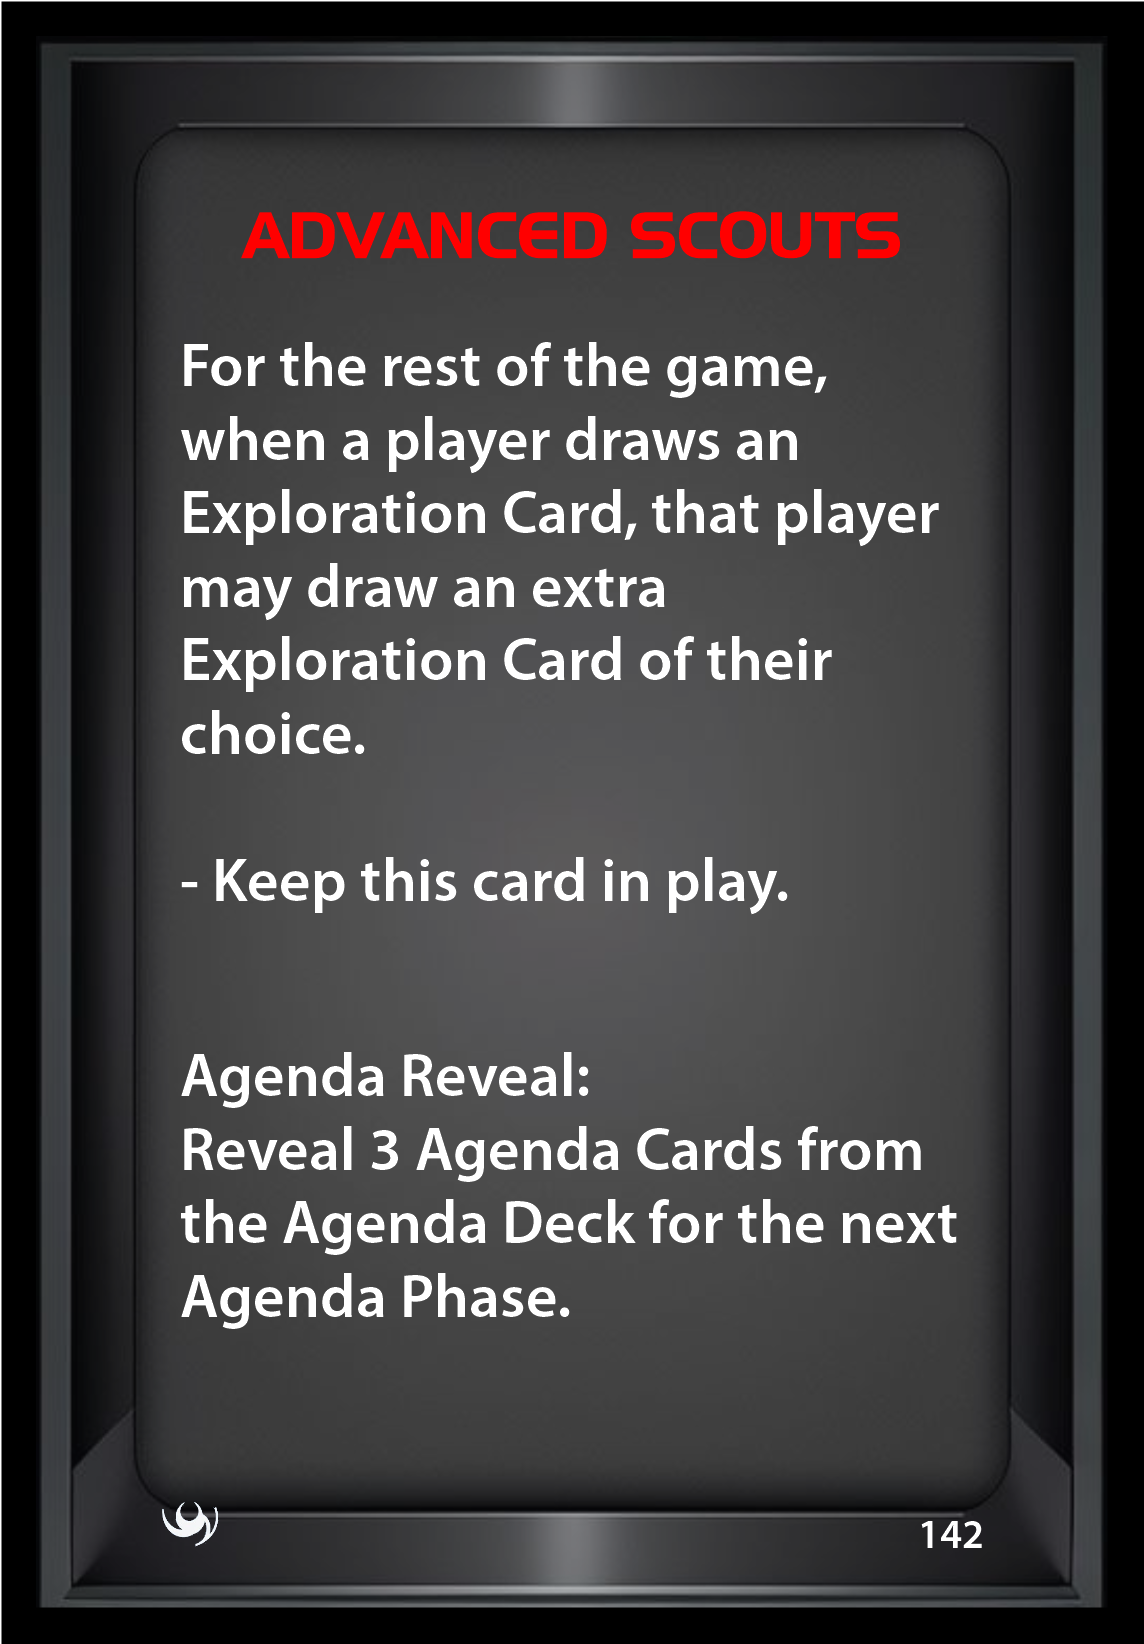 ADVANCED SCOUTS
For the rest of the game,
when a player draws an
Exploration Card, that player
may draw an extra
Exploration Card of their
choice.
- Keep this card in play.
Agenda Reveal:
Reveal 3 Agenda Cards from
the Agenda Deck for the next
Agenda Phase.
142